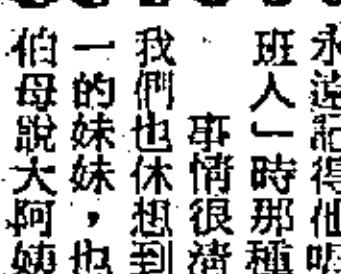 永遠記得他
班人」時那種
事情很清
我們也休想到
一的妹妹，也
伯母說大阿姨